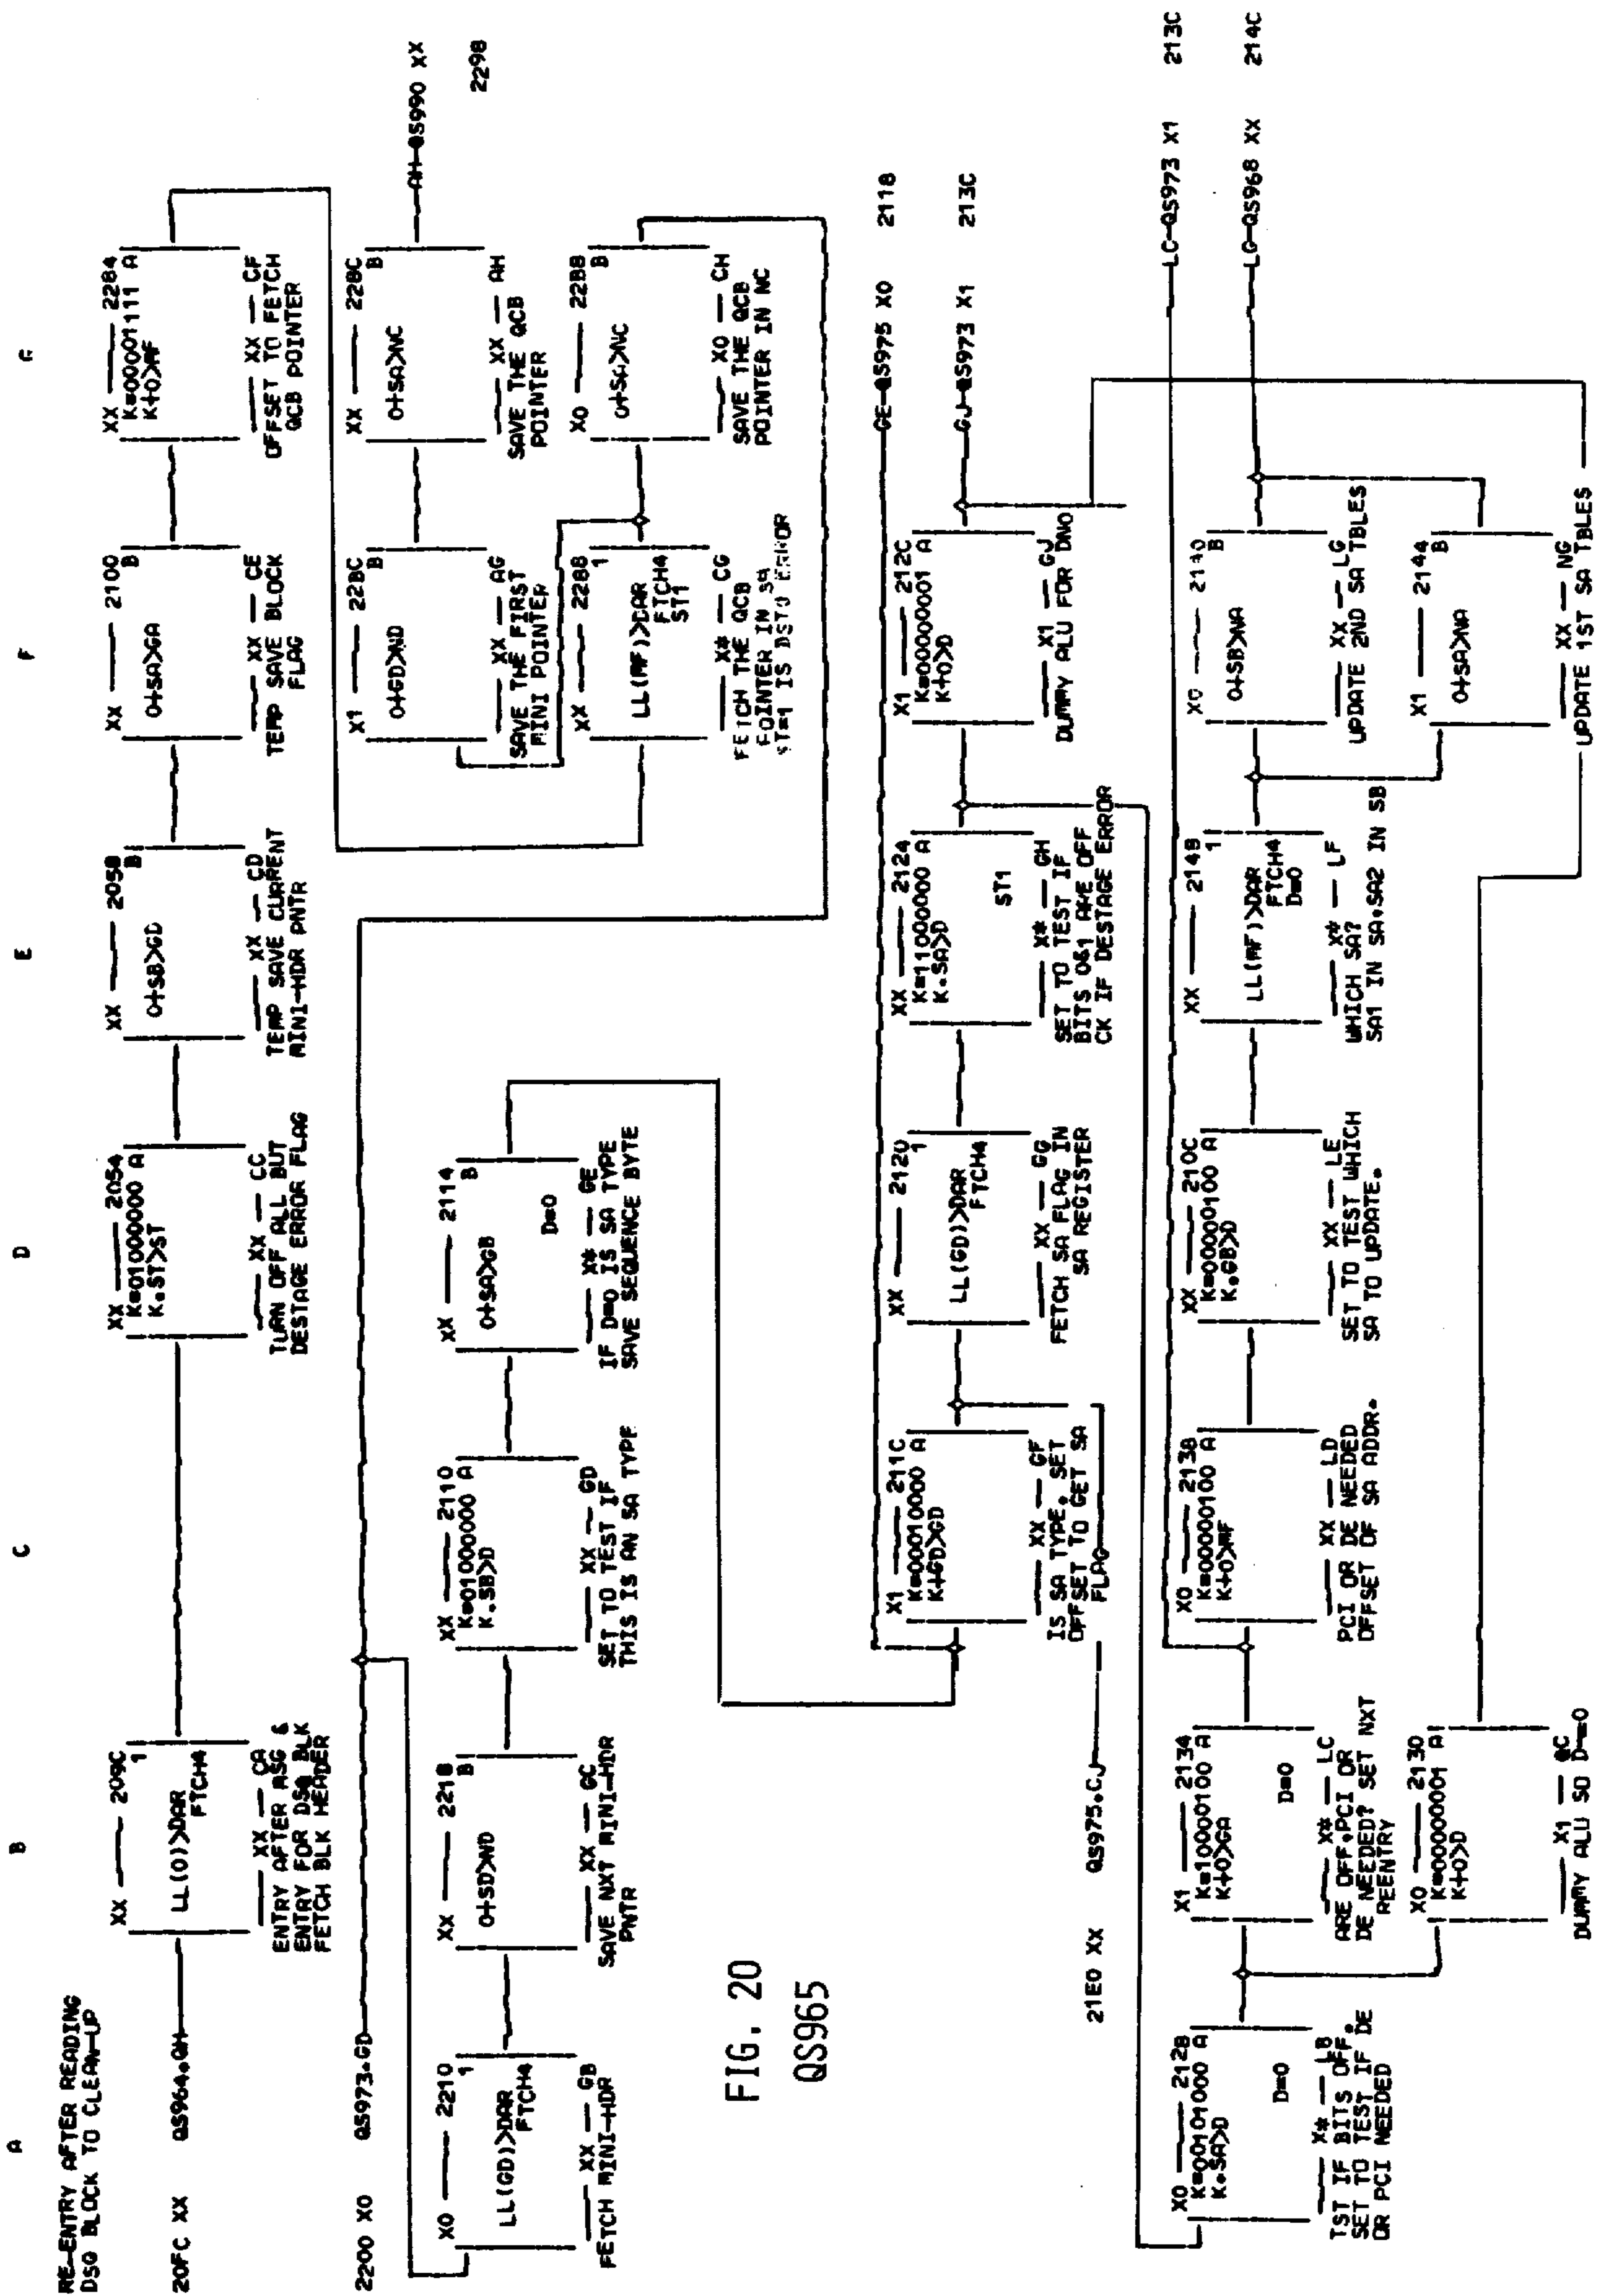 A B C D E F G
RE-ENTRY AFTER READING
DSQ BLOCK TO CLEAN-UP
20FC XX QS964.QH
XX 209C
1
LL(0)>DAR
FTCH4
XX CA
ENTRY AFTER MSG &
ENTRY FOR DSQ BLK
FETCH BLK HEADER
XX 2054
K=01000000 A
K.ST>ST
XX CC
TURN OFF ALL BUT
DESTAGE ERROR FLAG
XX 2058
B
0+SB>GD
XX CD
TEMP SAVE CURRENT
MINI-HDR PNTR
XX 2100
B
0+SA>GA
XX CE
TEMP SAVE BLOCK
FLAG
XX 2284
K=00001111 A
K+0>MF
XX CF
OFFSET TO FETCH
QCB POINTER
X1 22BC
B
0+GD>ND
XX AG
SAVE THE FIRST
MINI POINTER
XX 228C
B
0+SA>NC
XX AH
SAVE THE QCB
POINTER
AH QS990 XX
2298
XX 2288
1
LL(MF)>DAR
FTCH4
ST1
X* CG
FETCH THE QCB
POINTER IN SA
ST=1 IS DSTG ERROR
X0 22B8
B
0+SA>NC
X0 CH
SAVE THE QCB
POINTER IN NC
2200 X0 QS973.GD
X0 2210
1
LL(GD)>DAR
FTCH4
XX GB
FETCH MINI-HDR
XX 2218
B
0+SD>ND
XX GC
SAVE NXT MINI-HDR
PNTR
XX 2110
K=01000000 A
K.SB>D
XX GD
SET TO TEST IF
THIS IS AN SA TYPE
XX 2114
B
0+SA>GB
D=0
X* GE
IF D=0 IS SA TYPE
SAVE SEQUENCE BYTE
FIG. 20
QS965
GE QS975 X0 2118
X1 211C
K=00010000 A
K+GD>GD
XX GF
IS SA TYPE. SET
OFFSET TO GET SA
FLAG
21E0 XX QS975.CJ
XX 2120
1
LL(GD)>DAR
FTCH4
XX GG
FETCH SA FLAG IN
SA REGISTER
XX 2124
K=11000000 A
K.SA>D
ST1
X* GH
SET TO TEST IF
BITS 0&1 ARE OFF
CK IF DESTAGE ERROR
X1 212C
K=00000001 A
K+0>D
X1 GJ
DUMMY ALU FOR DNO
GJ QS973 X1 213C
X0 2128
K=00101000 A
K.SA>D
D=0
X* LB
TST IF BITS OFF.
SET TO TEST IF DE
OR PCI NEEDED
X1 2134
K=10000100 A
K+0>GA
D=0
X* LC
ARE OFF.PCI OR
DE NEEDED? SET NXT
REENTRY
X0 2138
K=00000100 A
K+0>MF
XX LD
PCI OR DE NEEDED
OFFSET OF SA ADDR.
XX 210C
K=00000100 A
K.GB>D
XX LE
SET TO TEST WHICH
SA TO UPDATE.
XX 2148
1
LL(MF)>DAR
FTCH4
D=0
X* LF
WHICH SA?
SA1 IN SA.SA2 IN SB
X0 2140
B
0+SB>NA
XX LG
UPDATE 2ND SA TBLES
LC QS973 X1 213C
LG QS968 XX 214C
X0 2130
K=00000001 A
K+0>D
X1 QC
DUMMY ALU SO D¬=0
X1 2144
B
0+SA>NA
XX NG
UPDATE 1ST SA TBLES